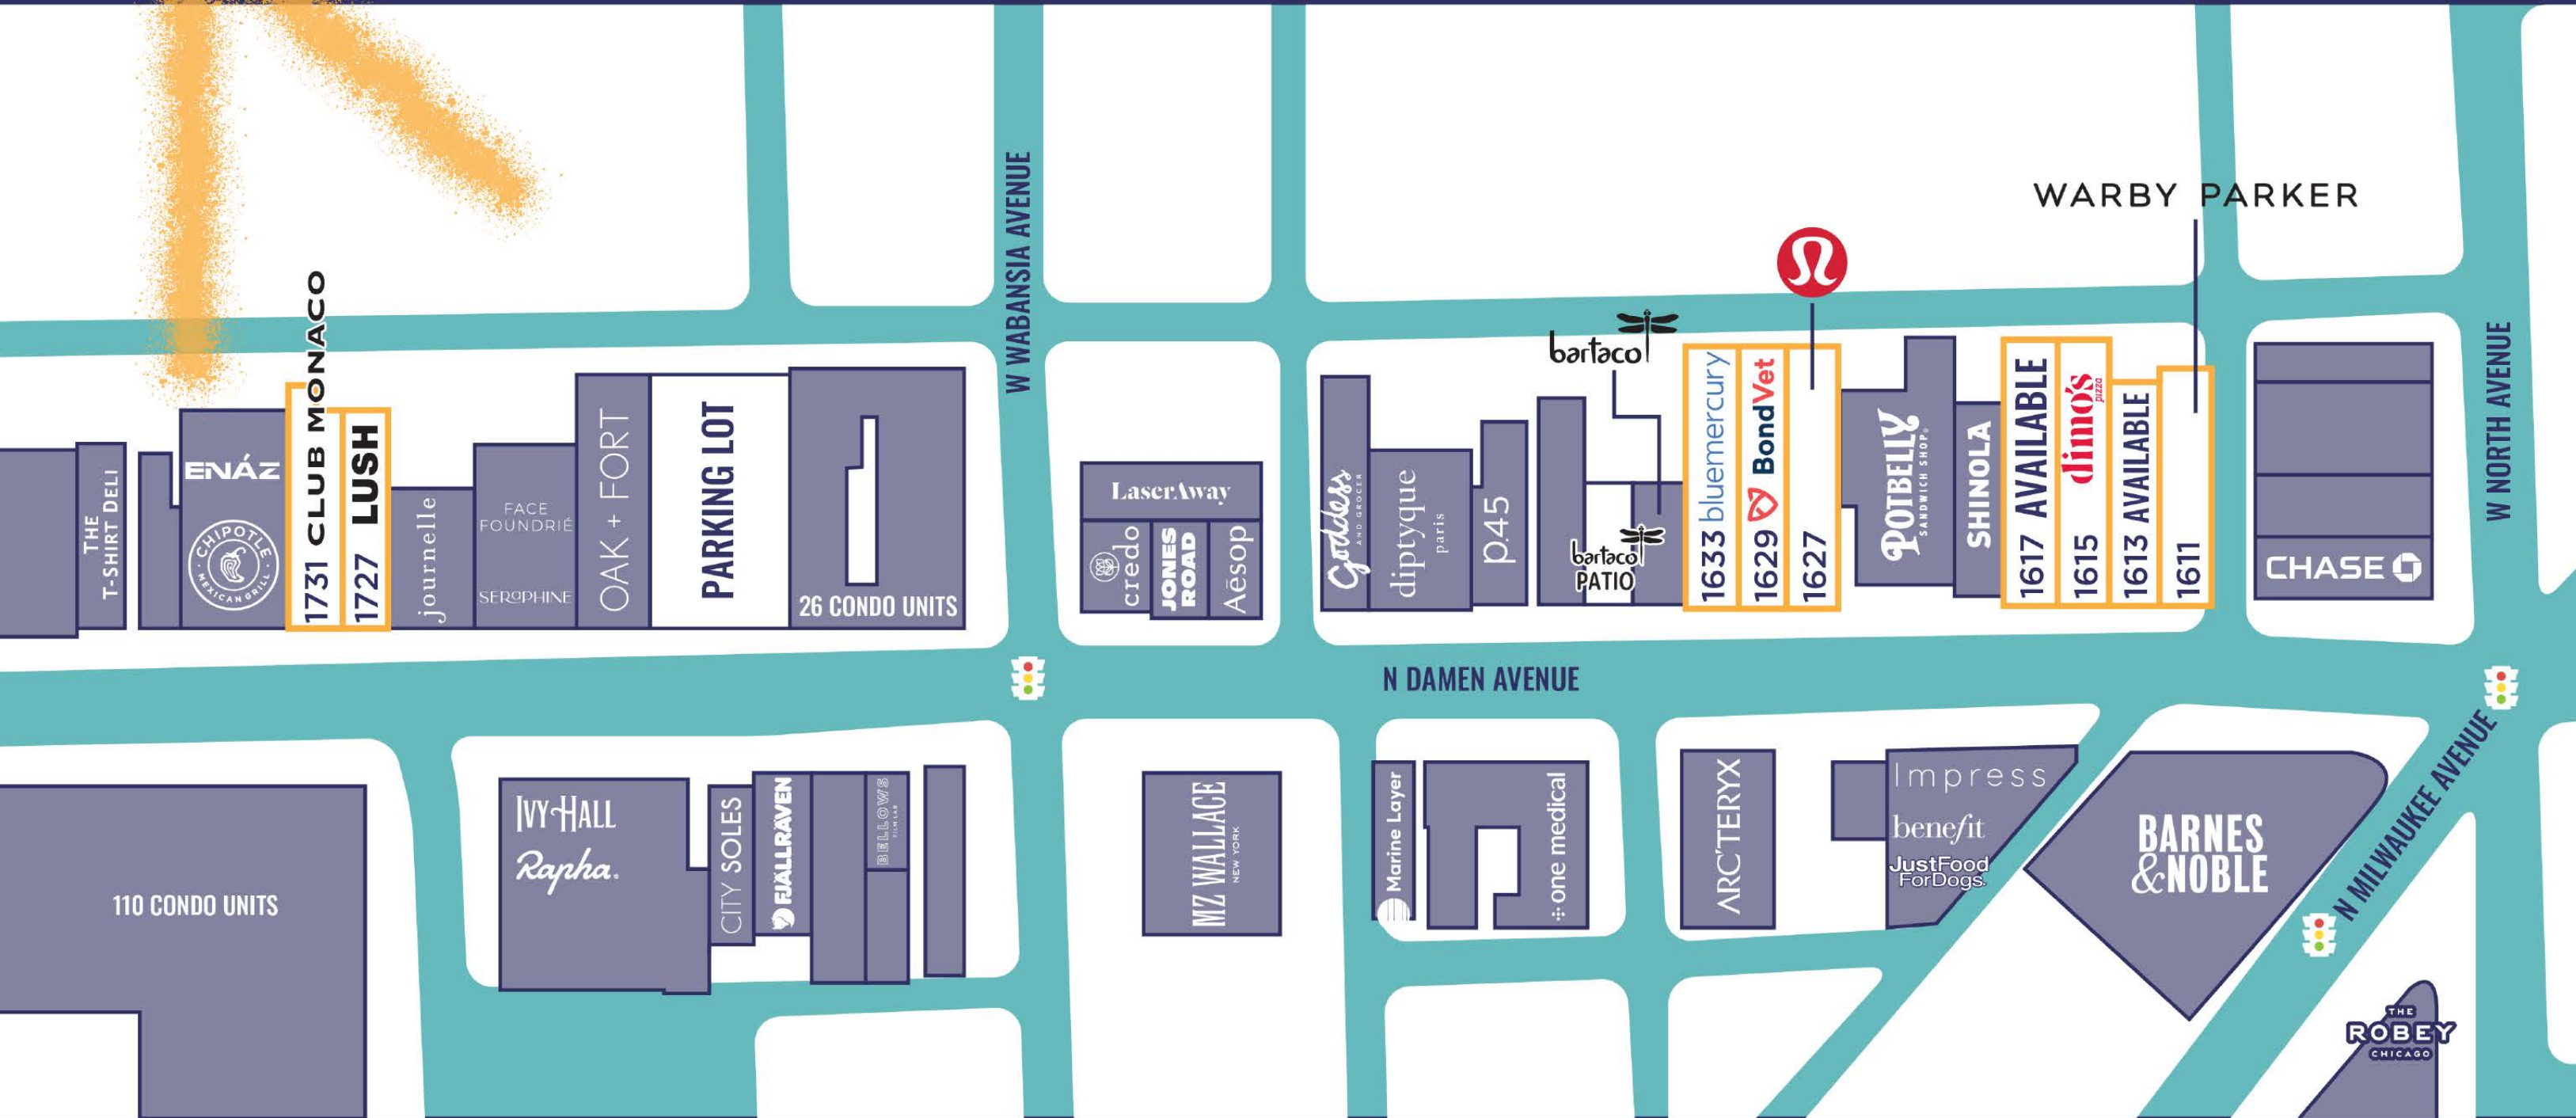 WARBY PARKER
W WABANSIA AVENUE
W NORTH AVENUE
bartaco
THE
T-SHIRT DELI
ENÁZ
CHIPOTLE
MEXICAN GRILL
1731 CLUB MONACO
1727 LUSH
journelle
FACE
FOUNDRIÉ
SEROPHINE
OAK + FORT
PARKING LOT
26 CONDO UNITS
LaserAway
credo
JONES
ROAD
Aēsop
Goddess
AND GROCER
diptyque
paris
p.45
bartaco
PATIO
1633 bluemercury
1629 BondVet
1627
POTBELLY
SANDWICH SHOP®
SHINOLA
1617 AVAILABLE
1615 dimo's
pizza
1613 AVAILABLE
1611
CHASE
N DAMEN AVENUE
110 CONDO UNITS
IVY HALL
Rapha.
CITY SOLES
FJÄLLRÄVEN
BELLOWS
FILM LAB
MZ WALLACE
NEW YORK
Marine Layer
one medical
ARC'TERYX
Impress
benefit
JustFood
ForDogs
BARNES
&NOBLE
N MILWAUKEE AVENUE
THE
ROBEY
CHICAGO